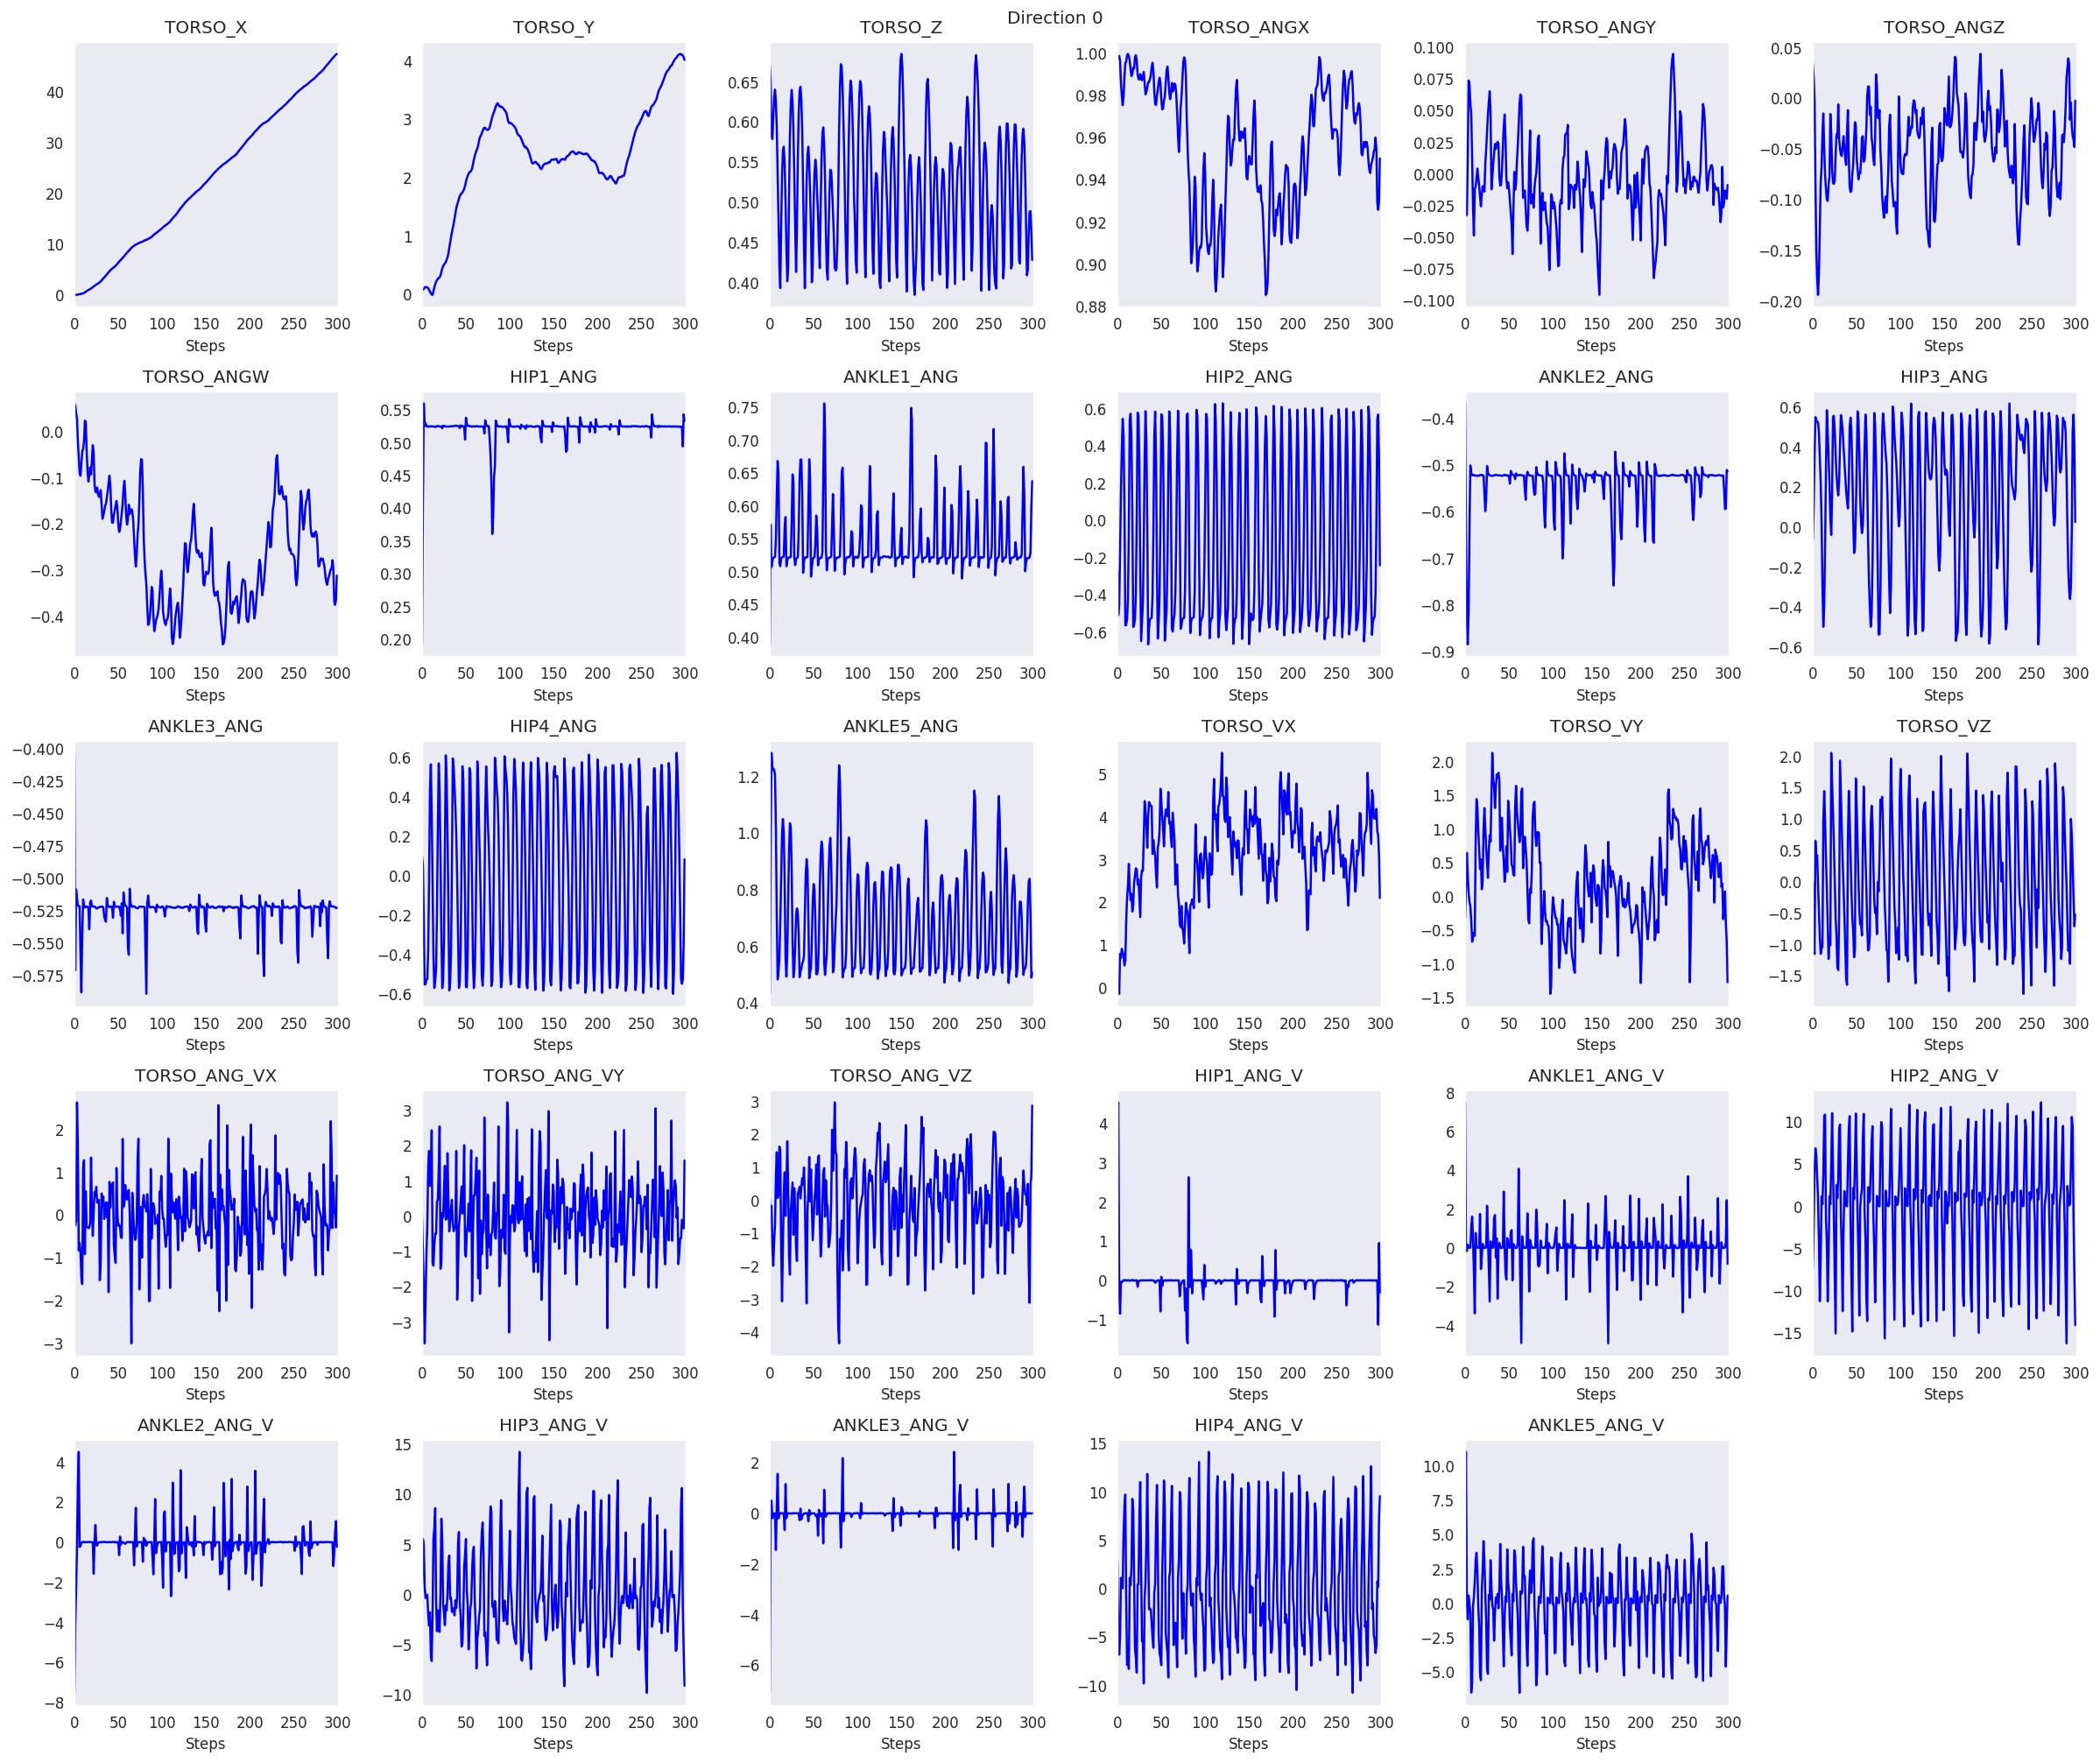 Direction 0
TORSO_X TORSO_Y TORSO_Z TORSO_ANGX TORSO_ANGY TORSO_ANGZ
40 30 20 10 0
4 3 2 1 0
0.65 0.60 0.55 0.50 0.45 0.40
1.00 0.98 0.96 0.94 0.92 0.90 0.88
0.100 0.075 0.050 0.025 0.000 −0.025 −0.050 −0.075 −0.100
0.05 0.00 −0.05 −0.10 −0.15 −0.20
0 50 100 150 200 250 300 0 50 100 150 200 250 300 0 50 100 150 200 250 300 0 50 100 150 200 250 300 0 50 100 150 200 250 300 0 50 100 150 200 250 300
Steps Steps Steps Steps Steps Steps
TORSO_ANGW HIP1_ANG ANKLE1_ANG HIP2_ANG ANKLE2_ANG HIP3_ANG
0.0 −0.1 −0.2 −0.3 −0.4
0.55 0.50 0.45 0.40 0.35 0.30 0.25 0.20
0.75 0.70 0.65 0.60 0.55 0.50 0.45 0.40
0.6 0.4 0.2 0.0 −0.2 −0.4 −0.6
−0.4 −0.5 −0.6 −0.7 −0.8 −0.9
0.6 0.4 0.2 0.0 −0.2 −0.4 −0.6
0 50 100 150 200 250 300 0 50 100 150 200 250 300 0 50 100 150 200 250 300 0 50 100 150 200 250 300 0 50 100 150 200 250 300 0 50 100 150 200 250 300
Steps Steps Steps Steps Steps Steps
ANKLE3_ANG HIP4_ANG ANKLE5_ANG TORSO_VX TORSO_VY TORSO_VZ
−0.400 −0.425 −0.450 −0.475 −0.500 −0.525 −0.550 −0.575
0.6 0.4 0.2 0.0 −0.2 −0.4 −0.6
1.2 1.0 0.8 0.6 0.4
5 4 3 2 1 0
2.0 1.5 1.0 0.5 0.0 −0.5 −1.0 −1.5
2.0 1.5 1.0 0.5 0.0 −0.5 −1.0 −1.5
0 50 100 150 200 250 300 0 50 100 150 200 250 300 0 50 100 150 200 250 300 0 50 100 150 200 250 300 0 50 100 150 200 250 300 0 50 100 150 200 250 300
Steps Steps Steps Steps Steps Steps
TORSO_ANG_VX TORSO_ANG_VY TORSO_ANG_VZ HIP1_ANG_V ANKLE1_ANG_V HIP2_ANG_V
2 1 0 −1 −2 −3
3 2 1 0 −1 −2 −3
3 2 1 0 −1 −2 −3 −4
4 3 2 1 0 −1
8 6 4 2 0 −2 −4
10 5 0 −5 −10 −15
0 50 100 150 200 250 300 0 50 100 150 200 250 300 0 50 100 150 200 250 300 0 50 100 150 200 250 300 0 50 100 150 200 250 300 0 50 100 150 200 250 300
Steps Steps Steps Steps Steps Steps
ANKLE2_ANG_V HIP3_ANG_V ANKLE3_ANG_V HIP4_ANG_V ANKLE5_ANG_V
4 2 0 −2 −4 −6 −8
15 10 5 0 −5 −10
2 0 −2 −4 −6
15 10 5 0 −5 −10
10.0 7.5 5.0 2.5 0.0 −2.5 −5.0
0 50 100 150 200 250 300 0 50 100 150 200 250 300 0 50 100 150 200 250 300 0 50 100 150 200 250 300 0 50 100 150 200 250 300
Steps Steps Steps Steps Steps